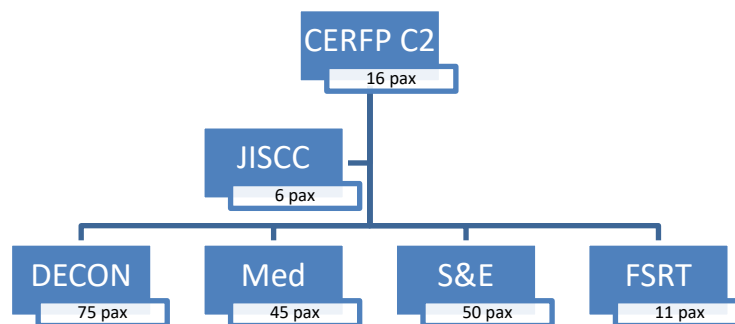 CERFP C2
16 pax
JISCC
6 pax
DECON
75 pax
Med
45 pax
S&E
50 pax
FSRT
11 pax